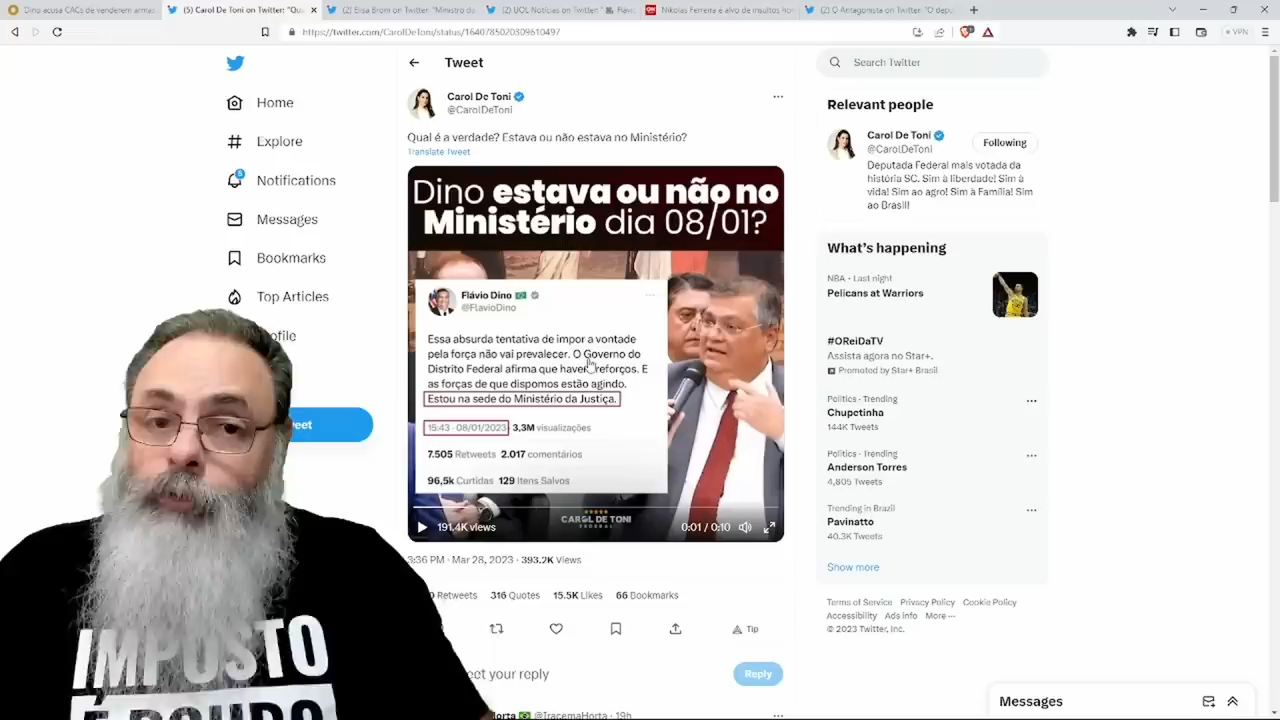 Dino acusa CACs de venderem armas
(5) Carol De Toni on Twitter: "Qu
(2) UOL Notícias on Twitter: "
Nikolas Ferreira é alvo de insultos
(2) O Antagonista on Twitter: "O
https://twitter.com/CarolDeToni/status/1640785020309610497
VPN
Home
Explore
5
Notifications
Messages
Bookmarks
Top Articles
rofile
eet
Tweet
Carol De Toni
@CarolDeToni
Qual é a verdade? Estava ou não estava no Ministério?
Translate Tweet
Dino estava ou não no
Ministério dia 08/01?
Flávio Dino
@FlavioDino
Essa absurda tentativa de impor a vontade
pela força não vai prevalecer. O Governo do
Distrito Federal afirma que haverá reforços. E
as forças de que dispomos estão agindo.
Estou na sede do Ministério da Justiça.
15:43 · 08/01/2023 3,3M visualizações
7.505 Retweets 2.017 comentários
96,5k Curtidas 129 Itens Salvos
191.4K views
CAROL DE TONI
FEDERAL
0:01 / 0:10
3:36 PM · Mar 28, 2023 · 393.2K Views
Retweets 316 Quotes 15.5K Likes 66 Bookmarks
Tip
eet your reply
Reply
Horta @IracemaHorta · 19h
Search Twitter
Relevant people
Carol De Toni
@CarolDeToni
Following
Deputada Federal mais votada da
história SC. Sim à liberdade! Sim à
vida! Sim ao agro! Sim à Família! Sim
ao Brasil!
What's happening
NBA · Last night
Pelicans at Warriors
#OReiDaTV
Assista agora no Star+.
Promoted by Star+ Brasil
Politics · Trending
Chupetinha
144K Tweets
Politics · Trending
Anderson Torres
4,805 Tweets
Trending in Brazil
Pavinatto
40.3K Tweets
Show more
Terms of Service Privacy Policy Cookie Policy
Accessibility Ads info More ···
© 2023 Twitter, Inc.
Messages
IMPOSTO
É ROUBO